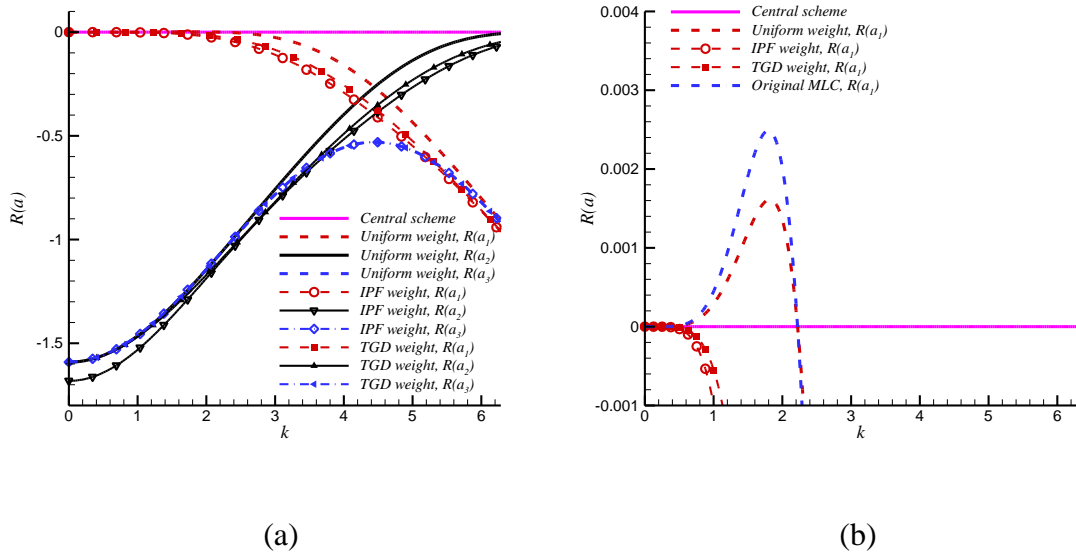 R(a)
0
-0.5
-1
-1.5
0 1 2 3 4 5 6
k
Central scheme
Uniform weight, R(a1)
Uniform weight, R(a2)
Uniform weight, R(a3)
IPF weight, R(a1)
IPF weight, R(a2)
IPF weight, R(a3)
TGD weight, R(a1)
TGD weight, R(a2)
TGD weight, R(a3)
(a)
R(a)
0.004
0.003
0.002
0.001
0.000
-0.001
0 1 2 3 4 5 6
k
Central scheme
Uniform weight, R(a1)
IPF weight, R(a1)
TGD weight, R(a1)
Original MLC, R(a1)
(b)